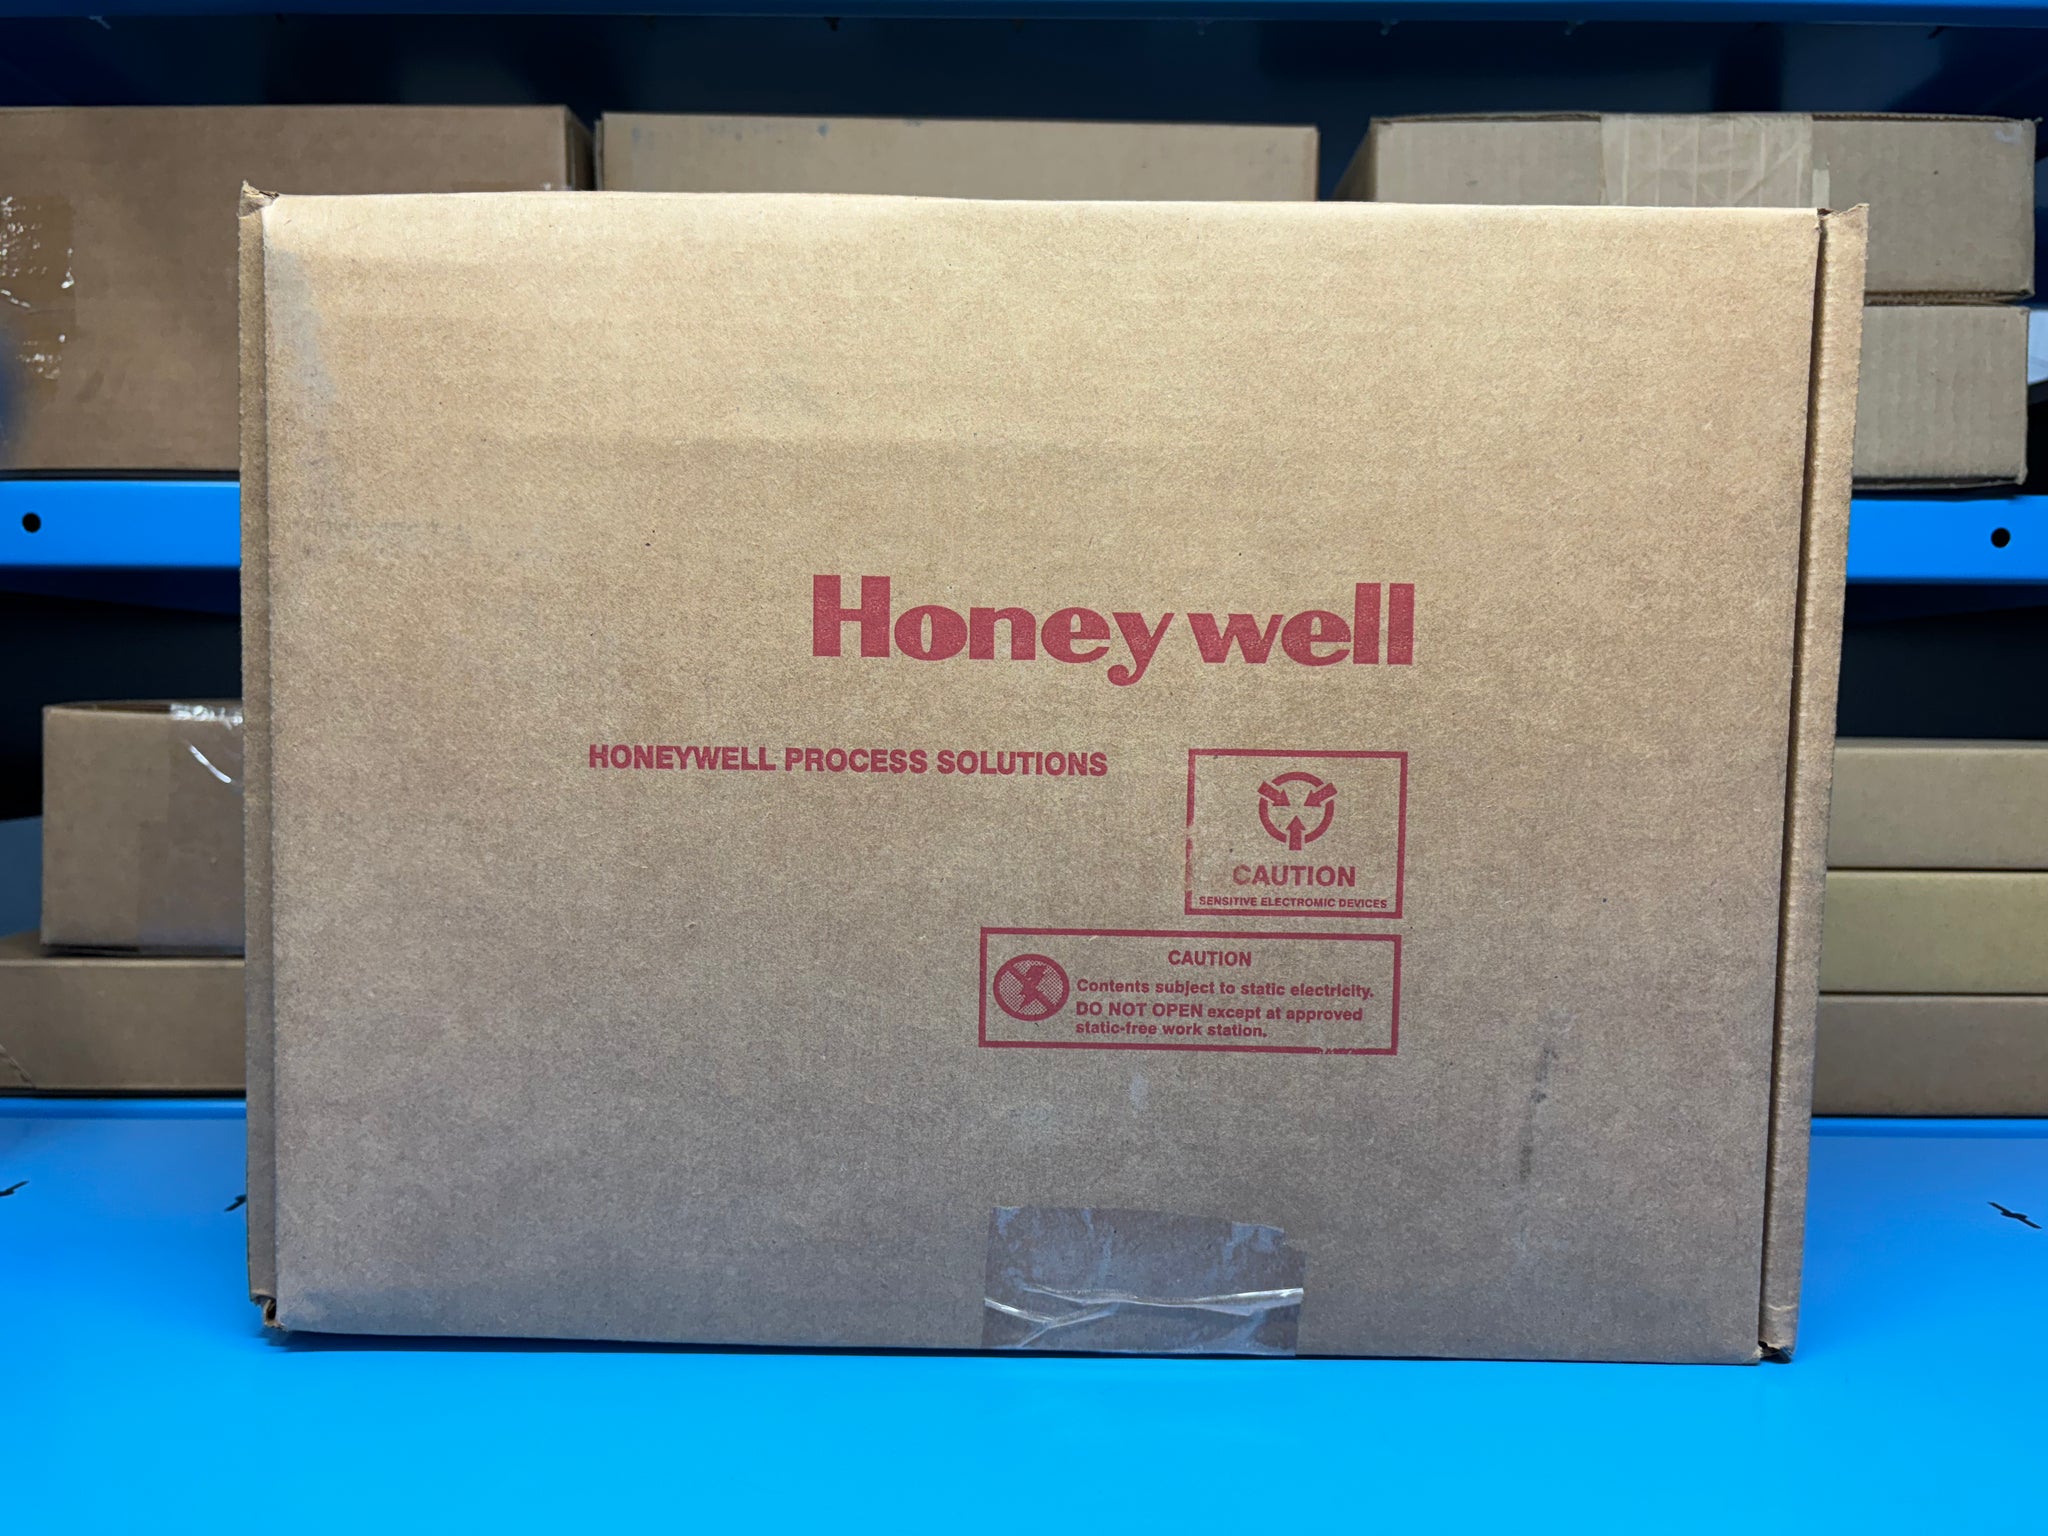 Honeywell
HONEYWELL PROCESS SOLUTIONS
CAUTION
SENSITIVE ELECTROMIC DEVICES
CAUTION
Contents subject to static electricity.
DO NOT OPEN except at approved
static-free work station.